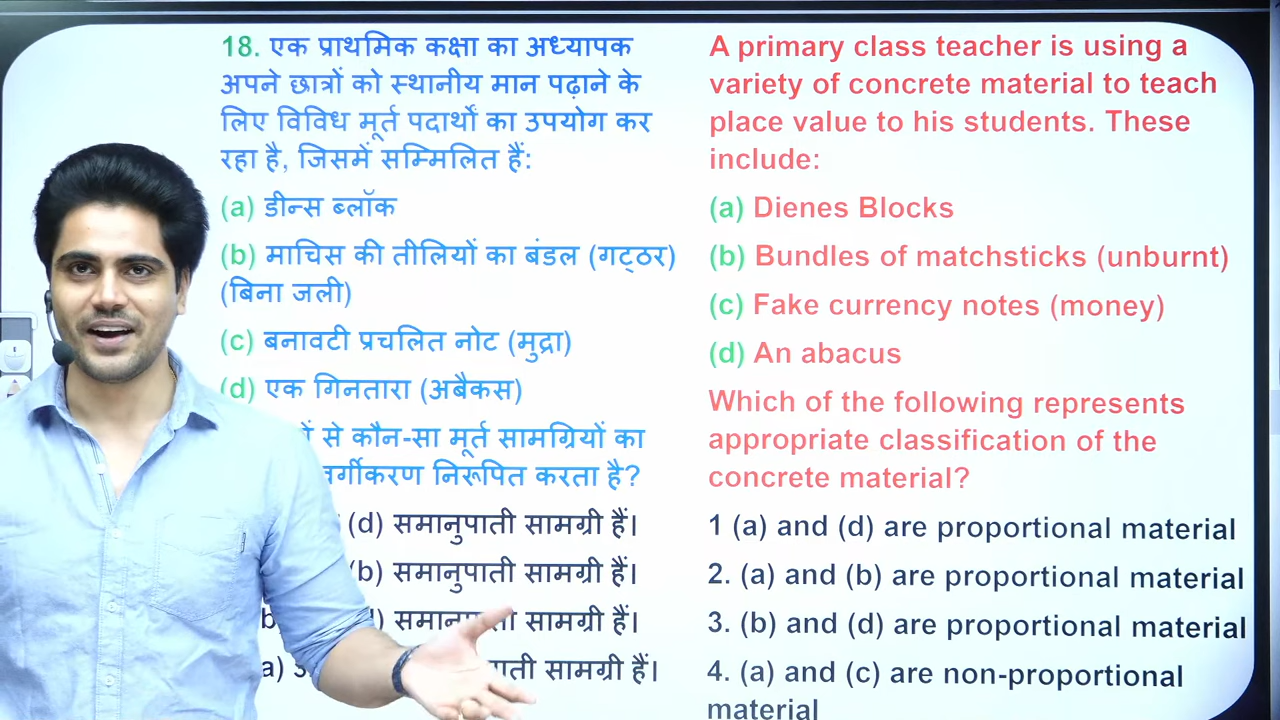 18. एक प्राथमिक कक्षा का अध्यापक
अपने छात्रों को स्थानीय मान पढ़ाने के
लिए विविध मूर्त पदार्थों का उपयोग कर
रहा है, जिसमें सम्मिलित हैं:
(a) डीन्स ब्लॉक
(b) माचिस की तीलियों का बंडल (गट्ठर)
(बिना जली)
(c) बनावटी प्रचलित नोट (मुद्रा)
(d) एक गिनतारा (अबैकस)
से कौन-सा मूर्त सामग्रियों का
वर्गीकरण निरूपित करता है?
(d) समानुपाती सामग्री हैं।
(b) समानुपाती सामग्री हैं।
सामग्री हैं।
सामग्री हैं।
A primary class teacher is using a
variety of concrete material to teach
place value to his students. These
include:
(a) Dienes Blocks
(b) Bundles of matchsticks (unburnt)
(c) Fake currency notes (money)
(d) An abacus
Which of the following represents
appropriate classification of the
concrete material?
1 (a) and (d) are proportional material
2. (a) and (b) are proportional material
3. (b) and (d) are proportional material
4. (a) and (c) are non-proportional
material